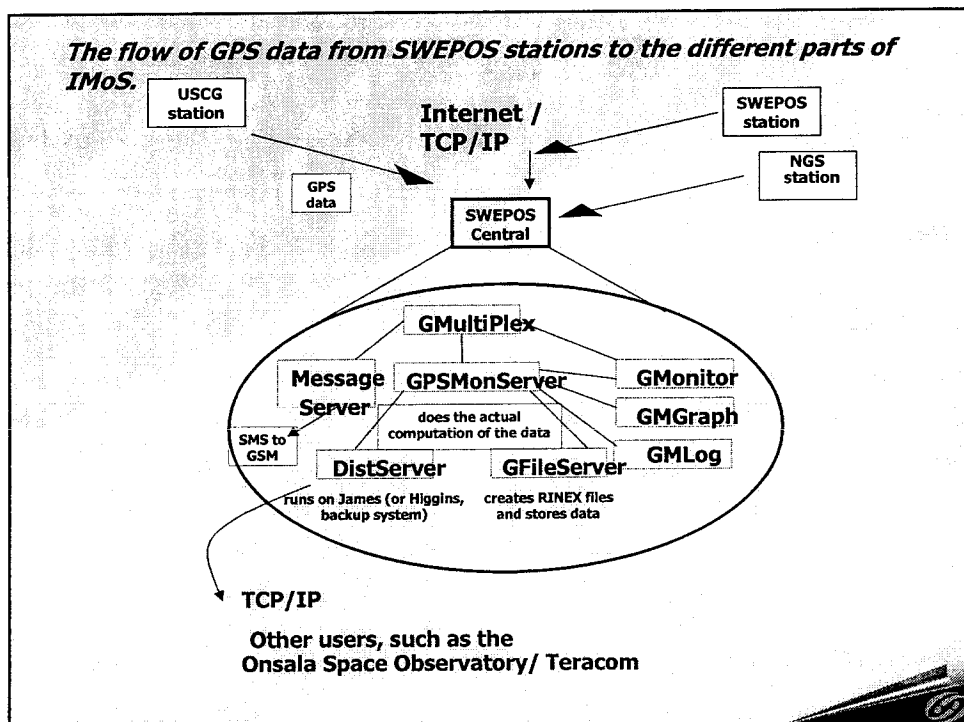 The flow of GPS data from SWEPOS stations to the different parts of
IMoS.
USCG
station
Internet /
TCP/IP
SWEPOS
station
NGS
station
GPS
data
SWEPOS
Central
GMultiPlex
Message
Server
GPSMonServer
GMonitor
GMGraph
does the actual
computation of the data
SMS to
GSM
GMLog
DistServer
GFileServer
runs on James (or Higgins,
backup system)
creates RINEX files
and stores data
TCP/IP
Other users, such as the
Onsala Space Observatory/ Teracom